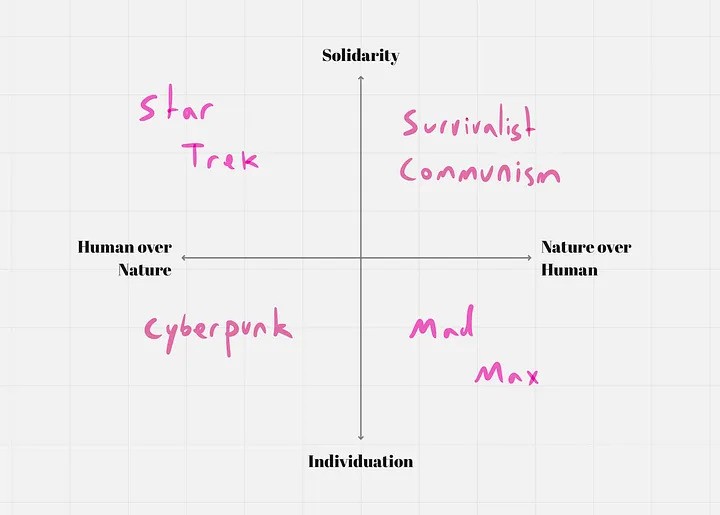 Solidarity
Star
Trek
Survivalist
Communism
Human over
Nature
Nature over
Human
Cyberpunk
Mad
Max
Individuation